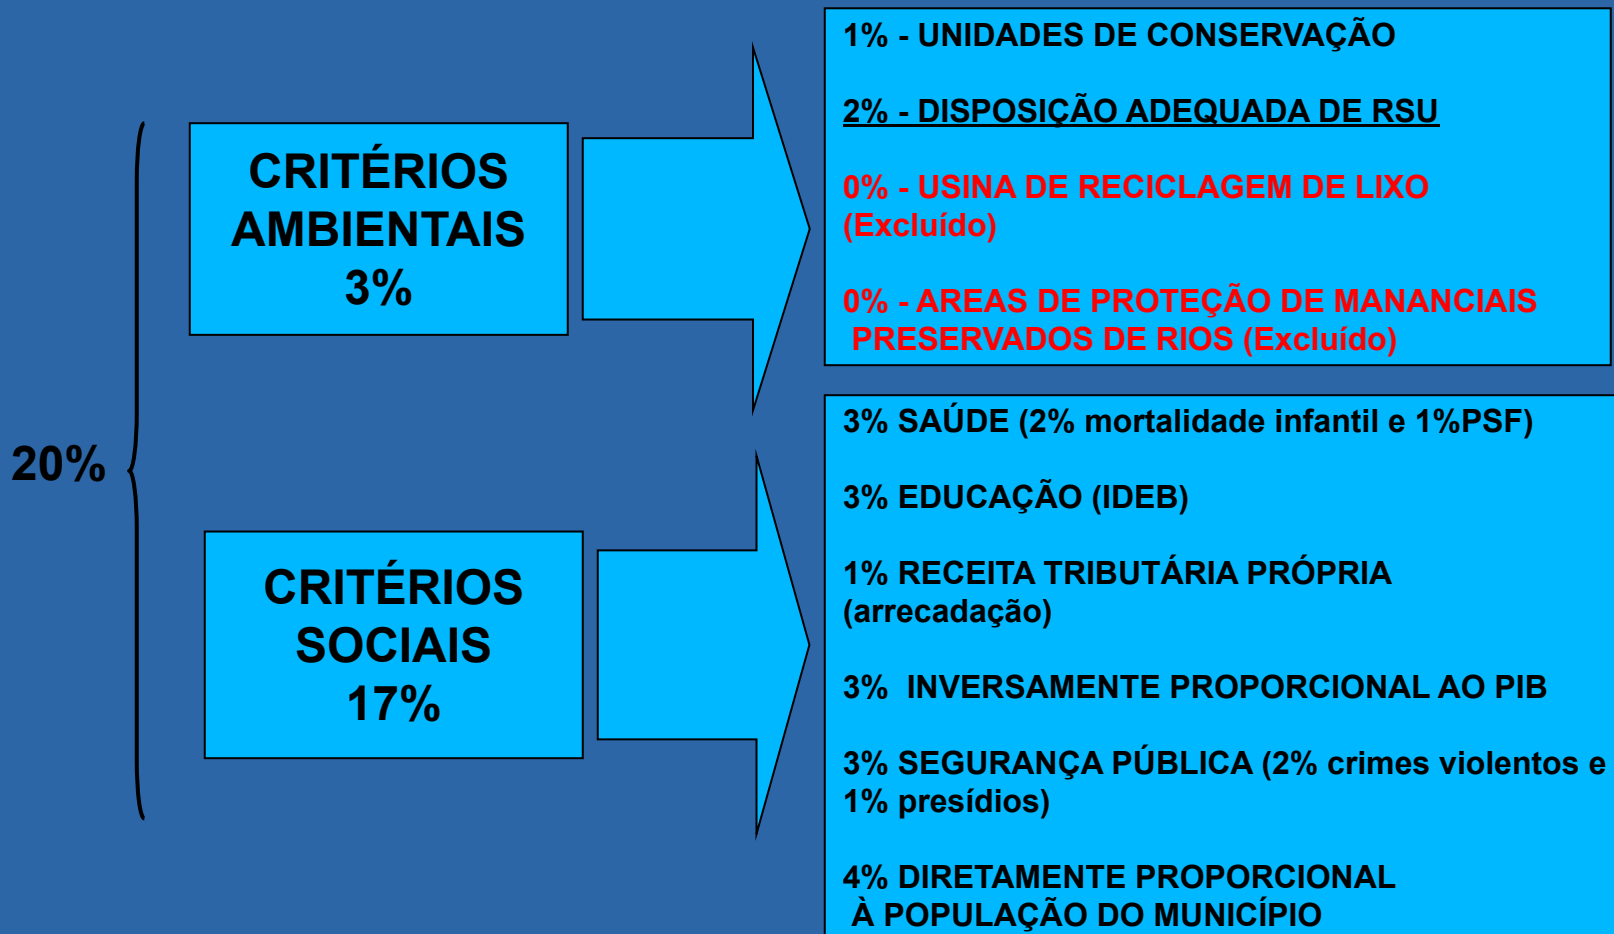 20%
CRITÉRIOS
AMBIENTAIS
3%
1% - UNIDADES DE CONSERVAÇÃO
2% - DISPOSIÇÃO ADEQUADA DE RSU
0% - USINA DE RECICLAGEM DE LIXO
(Excluído)
0% - AREAS DE PROTEÇÃO DE MANANCIAIS
PRESERVADOS DE RIOS (Excluído)
CRITÉRIOS
SOCIAIS
17%
3% SAÚDE (2% mortalidade infantil e 1%PSF)
3% EDUCAÇÃO (IDEB)
1% RECEITA TRIBUTÁRIA PRÓPRIA
(arrecadação)
3% INVERSAMENTE PROPORCIONAL AO PIB
3% SEGURANÇA PÚBLICA (2% crimes violentos e
1% presídios)
4% DIRETAMENTE PROPORCIONAL
À POPULAÇÃO DO MUNICÍPIO